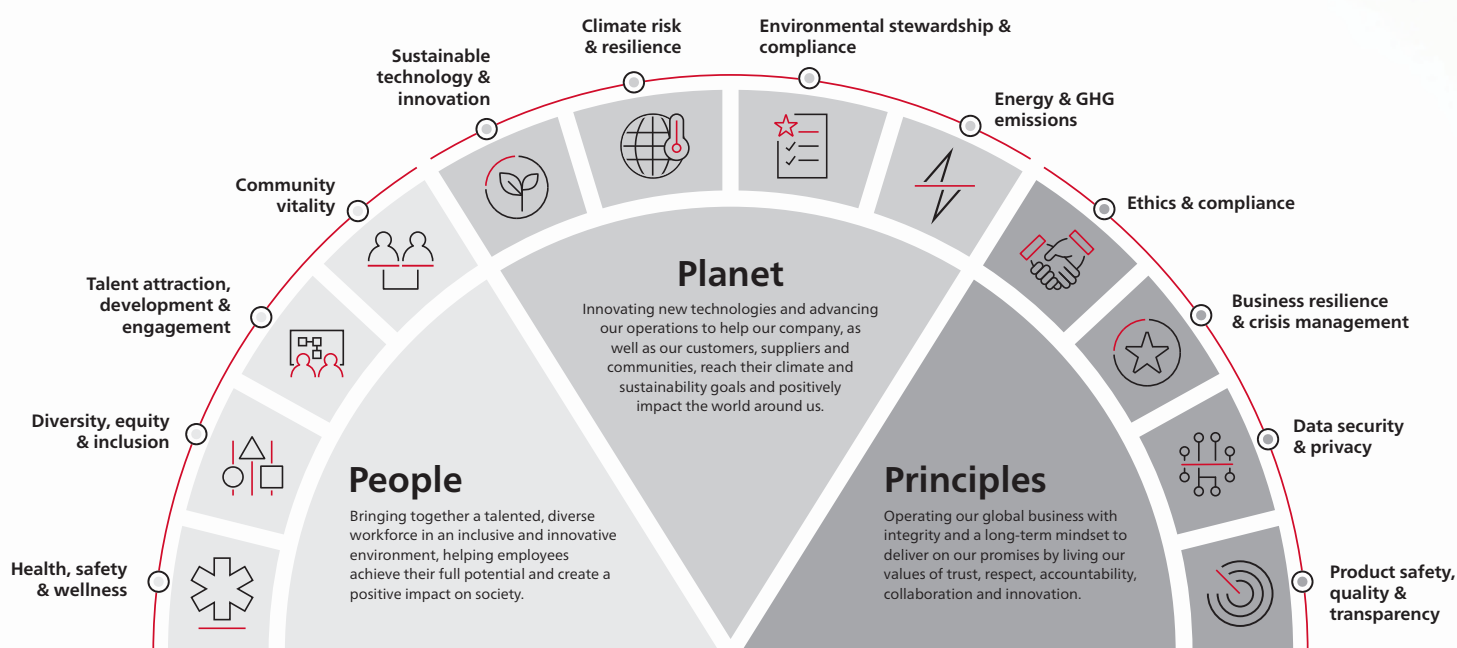 Climate risk
& resilience
Environmental stewardship &
compliance
Sustainable
technology &
innovation
Energy & GHG
emissions
Community
vitality
Ethics & compliance
Talent attraction,
development &
engagement
Business resilience
& crisis management
Diversity, equity
& inclusion
Data security
& privacy
Health, safety
& wellness
Product safety,
quality &
transparency
Planet
Innovating new technologies and advancing
our operations to help our company, as
well as our customers, suppliers and
communities, reach their climate and
sustainability goals and positively
impact the world around us.
People
Bringing together a talented, diverse
workforce in an inclusive and innovative
environment, helping employees
achieve their full potential and create a
positive impact on society.
Principles
Operating our global business with
integrity and a long-term mindset to
deliver on our promises by living our
values of trust, respect, accountability,
collaboration and innovation.